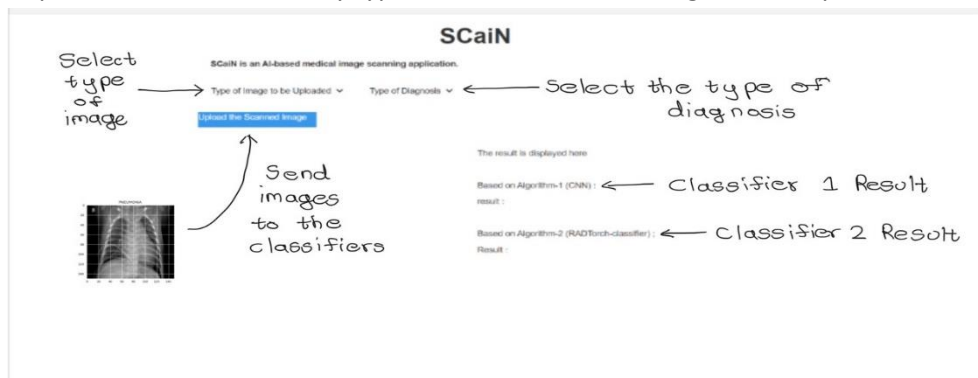 SCaiN
SCaiN is an AI-based medical image scanning application.
Select
type
of
image
Type of Image to be Uploaded
Type of Diagnosis
Select the type of
diagnosis
Upload the Scanned Image
Send
images
to the
classifiers
The result is displayed here
Based on Algorithm-1 (CNN) :
Classifier 1 Result
result :
Based on Algorithm-2 (RADTorch-classifier) :
Classifier 2 Result
Result :
PNEUMONIA